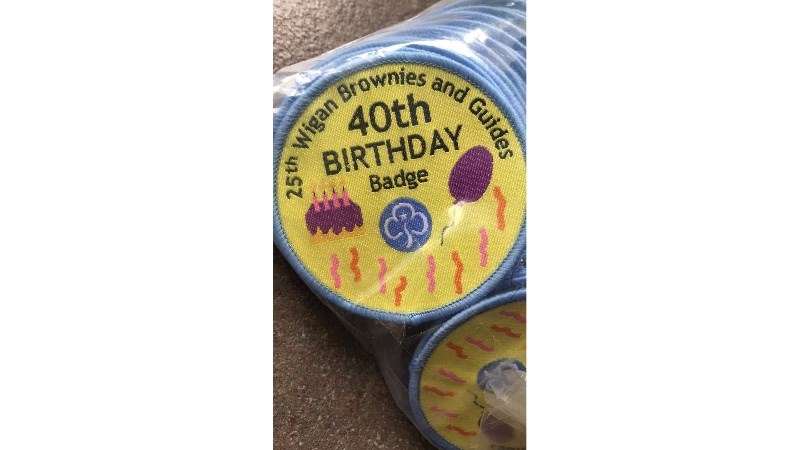 25th Wigan Brownies and Guides
40th
B!RTHDAY
Badge